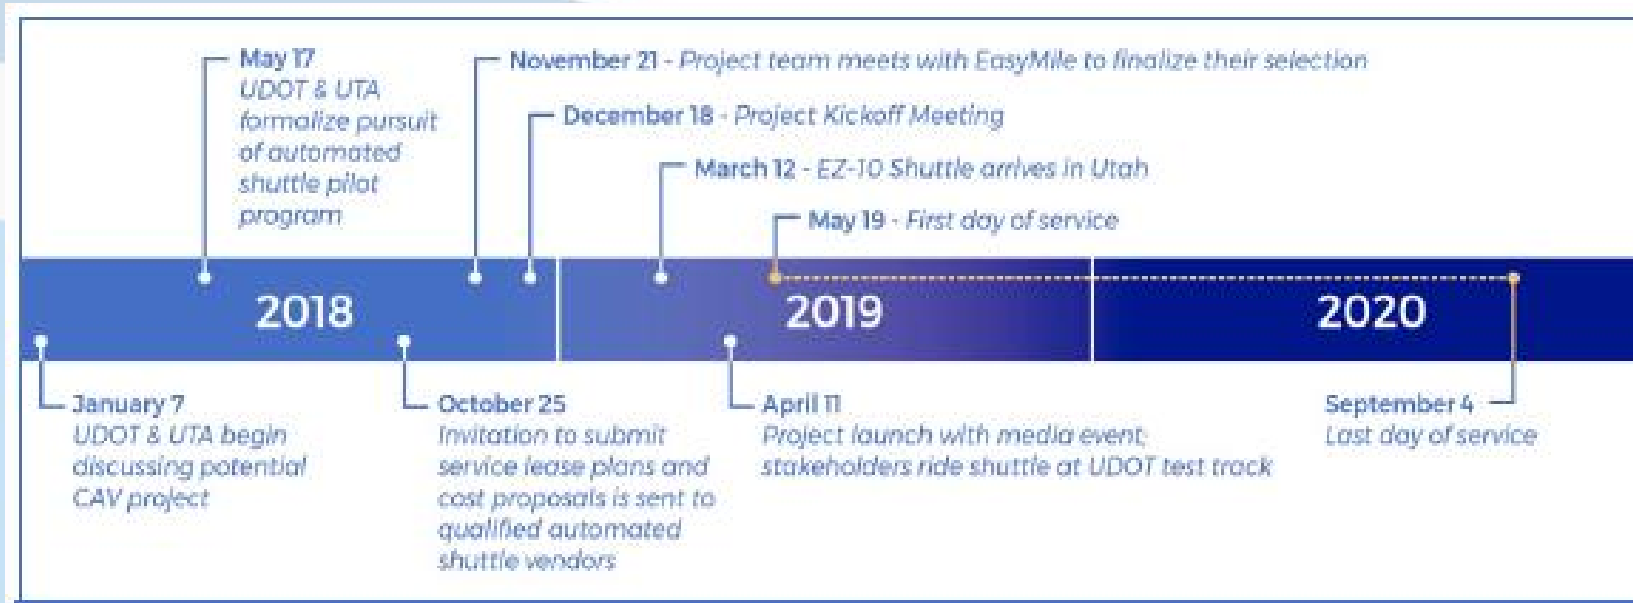 May 17
UDOT & UTA
formalize pursuit
of automated
shuttle pilot
program
November 21 - Project team meets with EasyMile to finalize their selection
December 18 - Project Kickoff Meeting
March 12 - EZ-10 Shuttle arrives in Utah
May 19 - First day of service
2018
2019
2020
January 7
UDOT & UTA begin
discussing potential
CAV project
October 25
Invitation to submit
service lease plans and
cost proposals is sent to
qualified automated
shuttle vendors
April 11
Project launch with media event;
stakeholders ride shuttle at UDOT test track
September 4
Last day of service